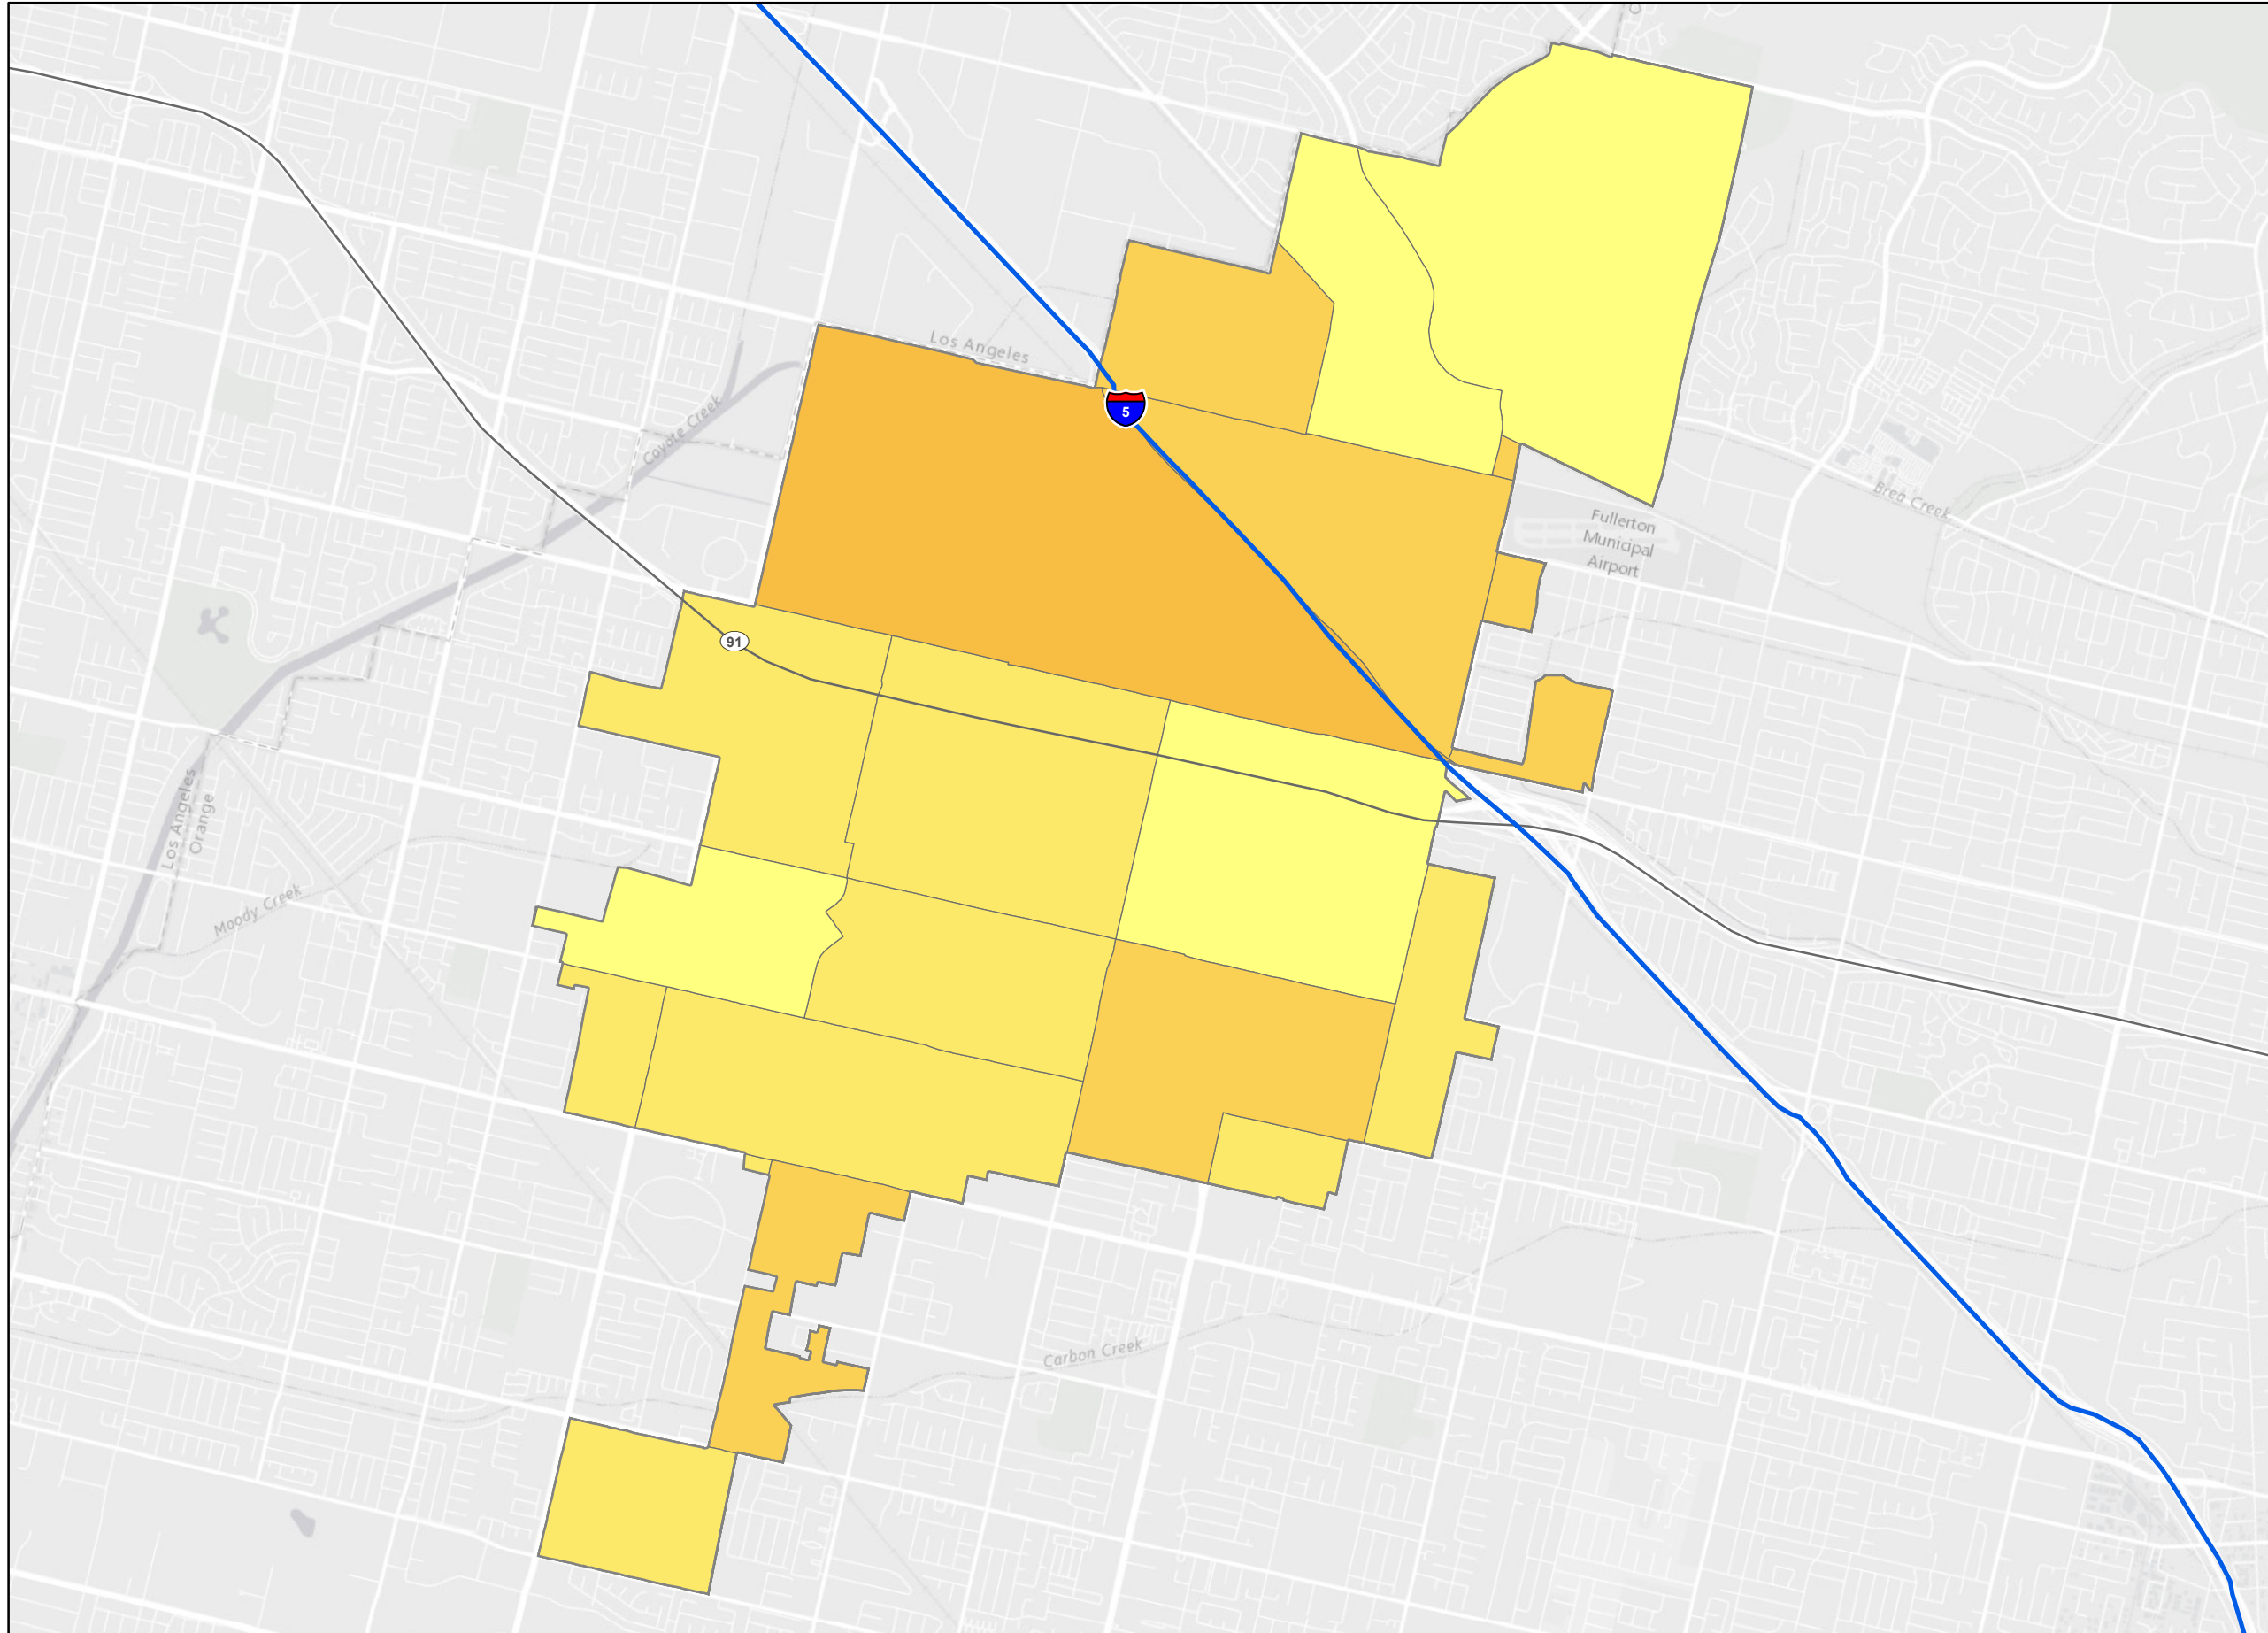 Los Angeles
5
Coyote Creek
Brea Creek
Fullerton
Municipal
Airport
91
Los Angeles
Orange
Moody Creek
Carbon Creek